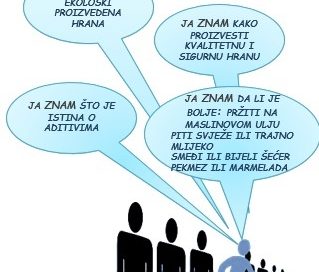 EKOLOŠKI
PROIZVEDENA
HRANA
JA ZNAM KAKO
PROIZVESTI
KVALITETNU I
SIGURNU HRANU
JA ZNAM ŠTO JE
ISTINA O
ADITIVIMA
JA ZNAM DA LI JE
BOLJE: PRŽITI NA
MASLINOVOM ULJU
PITI SVJEŽE ILI TRAJNO
MLIJEKO
SMEĐI ILI BIJELI ŠEĆER
PEKMEZ ILI MARMELADA